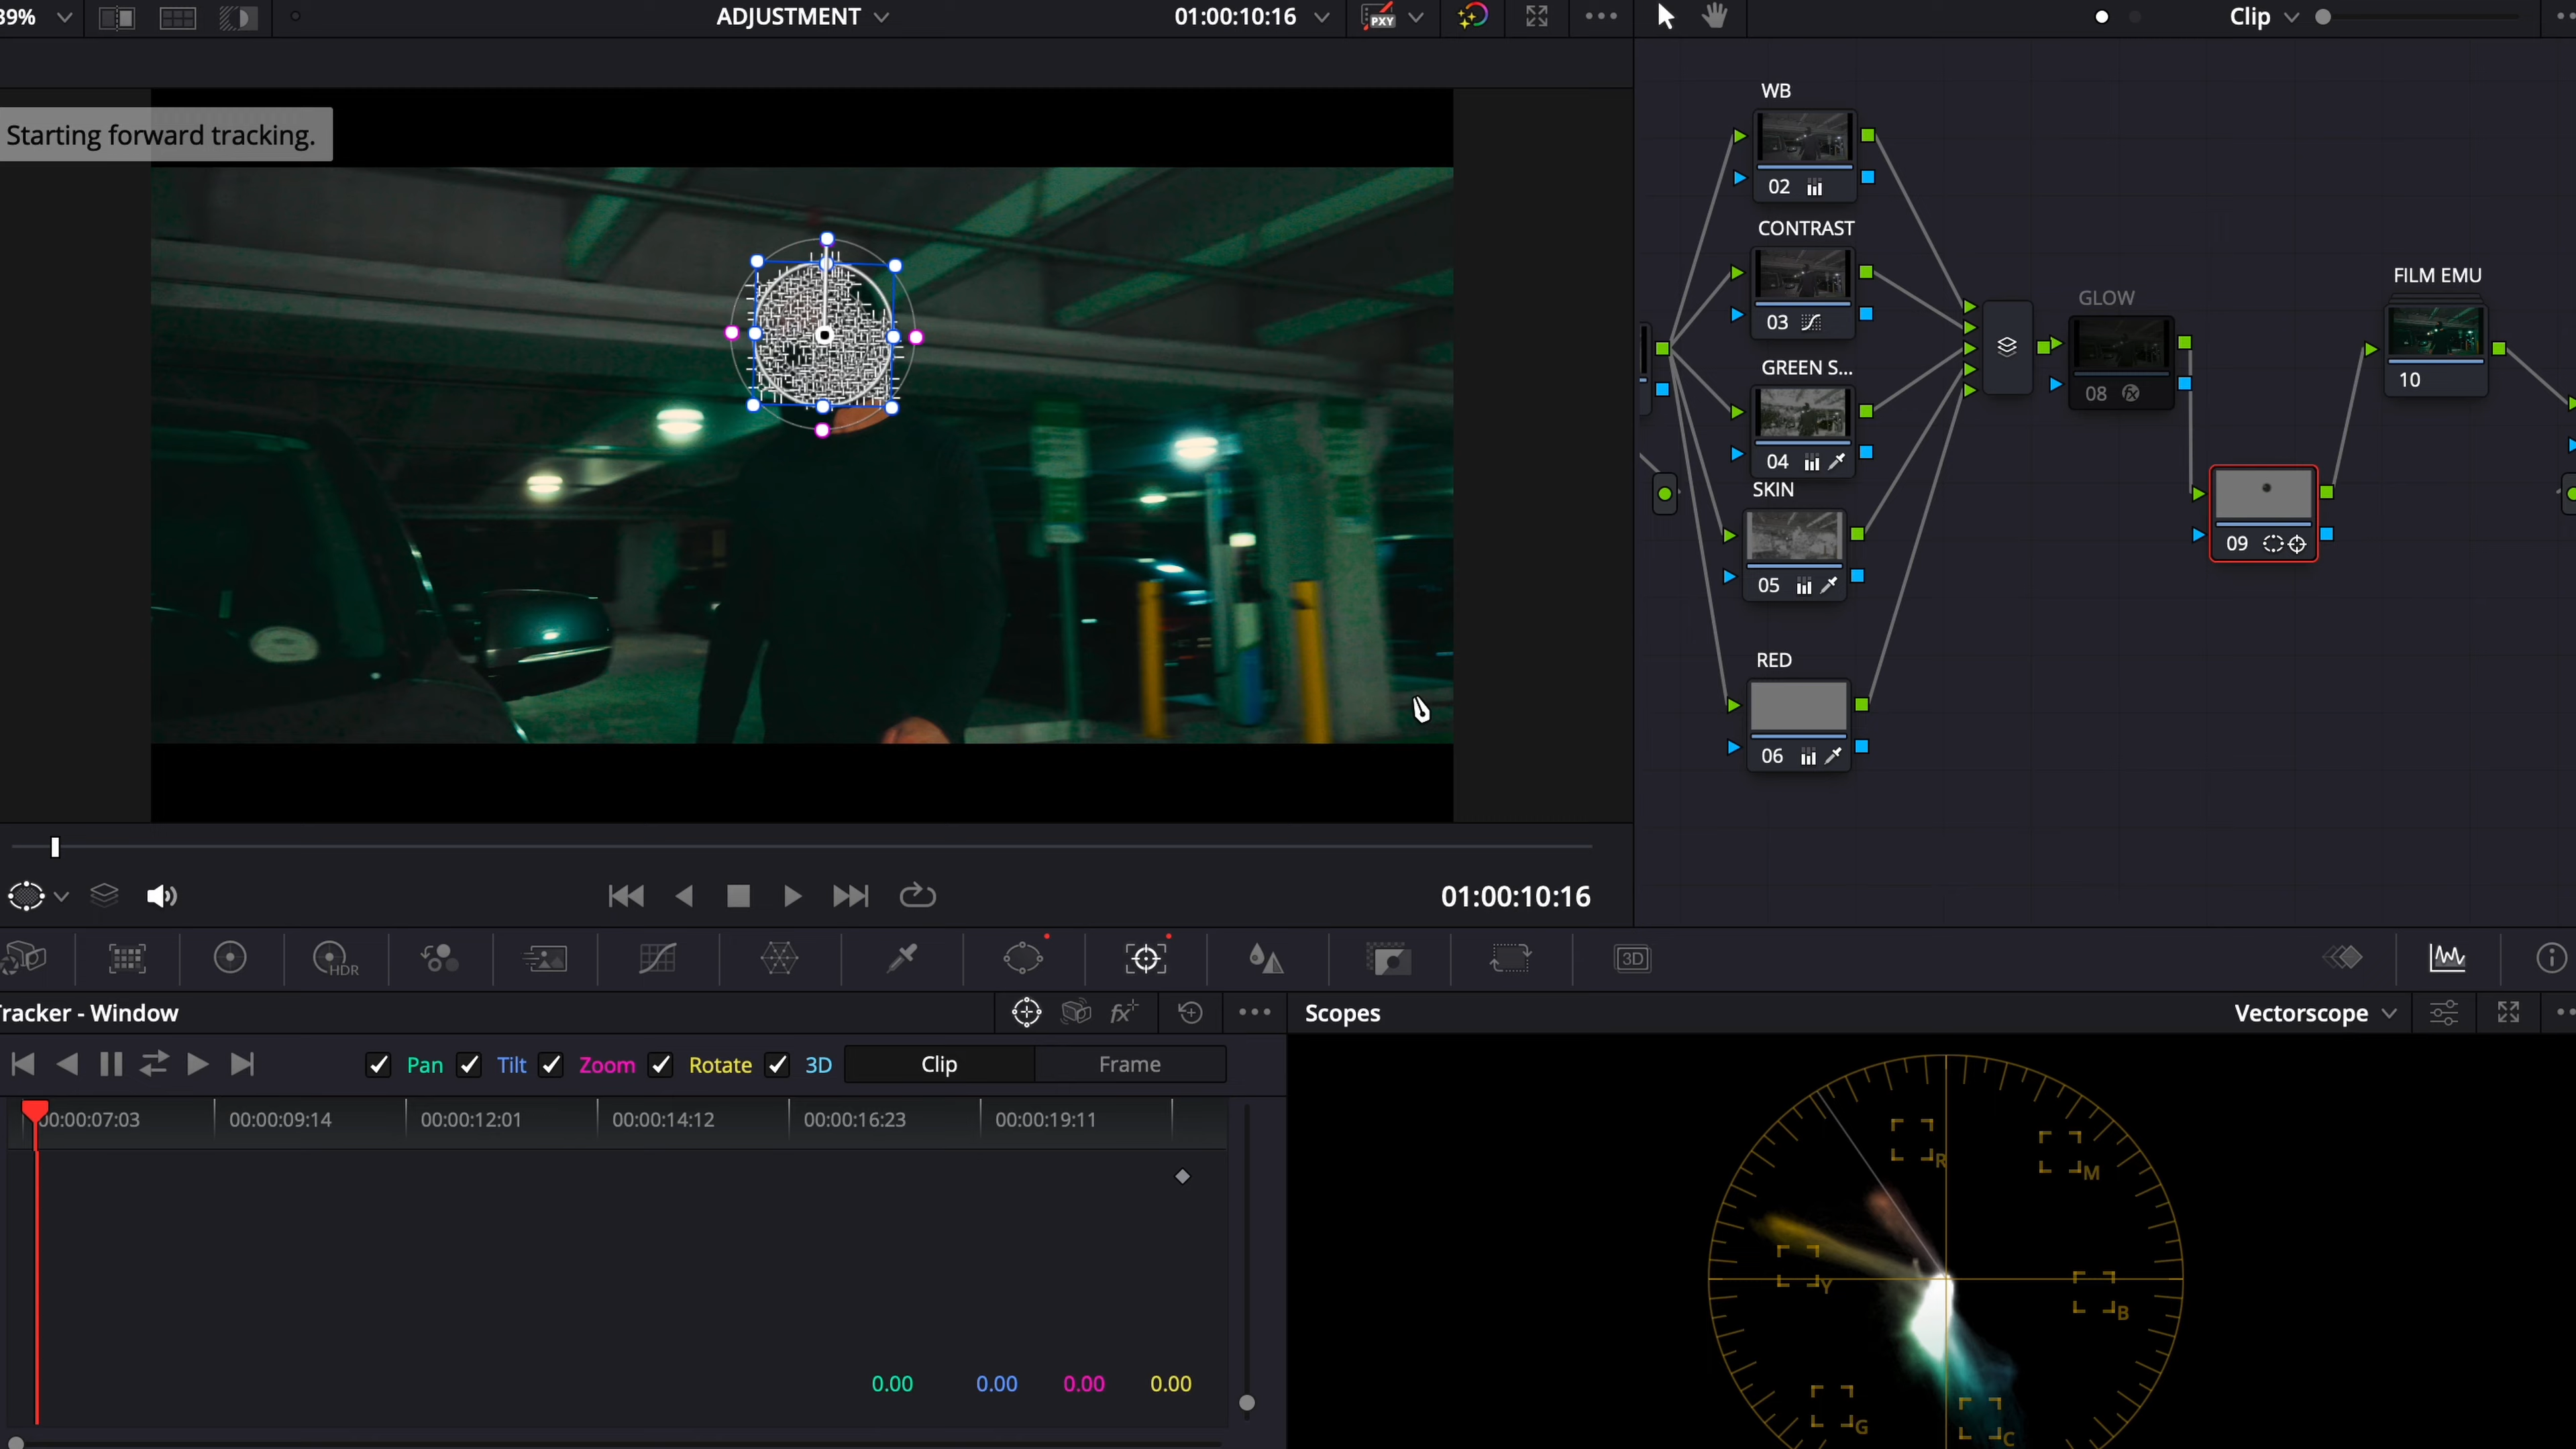 39%
ADJUSTMENT
01:00:10:16
PXY
Clip
Starting forward tracking.
WB
02
CONTRAST
03
GREEN S...
04
SKIN
05
RED
06
GLOW
08 fx
09
FILM EMU
10
01:00:10:16
HDR
3D
Tracker - Window
fx
Scopes
Vectorscope
Pan
Tilt
Zoom
Rotate
3D
Clip
Frame
00:00:07:03
00:00:09:14
00:00:12:01
00:00:14:12
00:00:16:23
00:00:19:11
0.00
0.00
0.00
0.00
R
M
Y
B
G
C